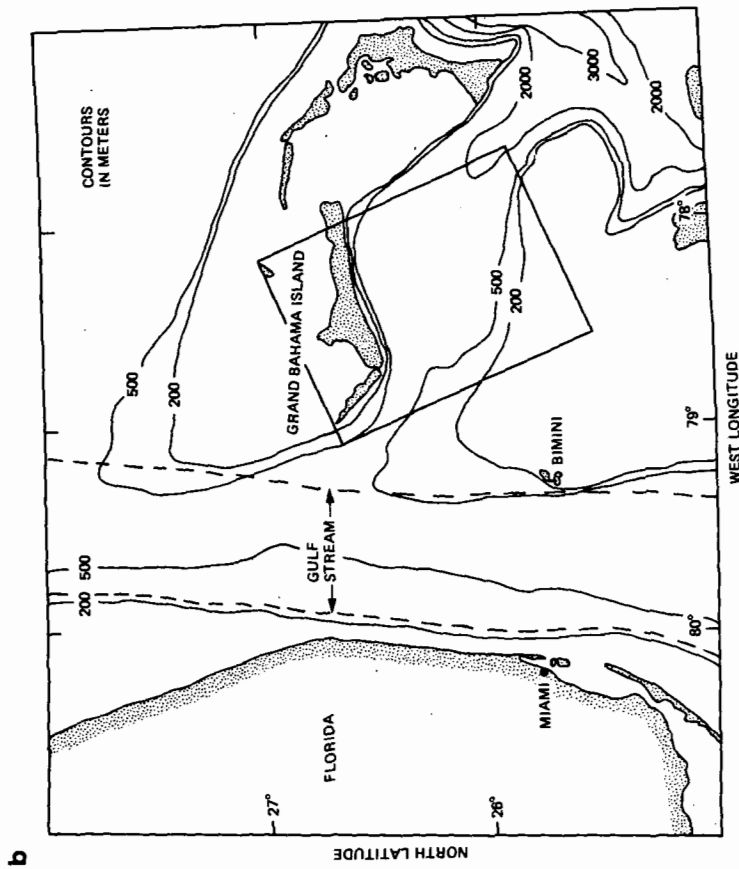 b
CONTOURS
IN METERS
500
200
2000
3000
2000
GRAND BAHAMA ISLAND
500
200
78°
500
200
GULF
STREAM
BIMINI
79°
FLORIDA
MIAMI
80°
27°
26°
NORTH LATITUDE
WEST LONGITUDE